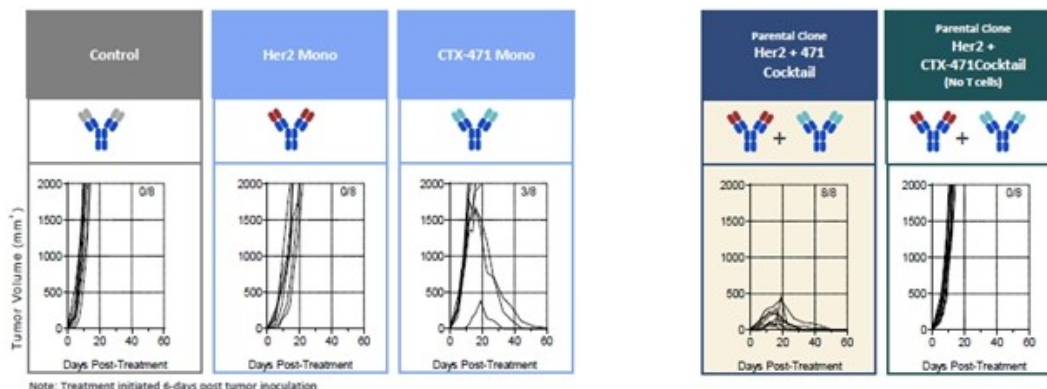 Control
Her2 Mono
CTX-471 Mono
Parental Clone
Her2 + 471
Cocktail
Parental Clone
Her2 +
CTX-471Cocktail
(No T cells)
+
+
Tumor Volume (mm³)
2000
1500
1000
500
0
0/8
0 20 40 60
Days Post-Treatment
2000
1500
1000
500
0
0/8
0 20 40 60
Days Post-Treatment
2000
1500
1000
500
0
3/8
0 20 40 60
Days Post-Treatment
2000
1500
1000
500
0
8/8
0 20 40 60
Days Post-Treatment
2000
1500
1000
500
0
0/8
0 20 40 60
Days Post-Treatment
Note: Treatment initiated 6-days post tumor inoculation